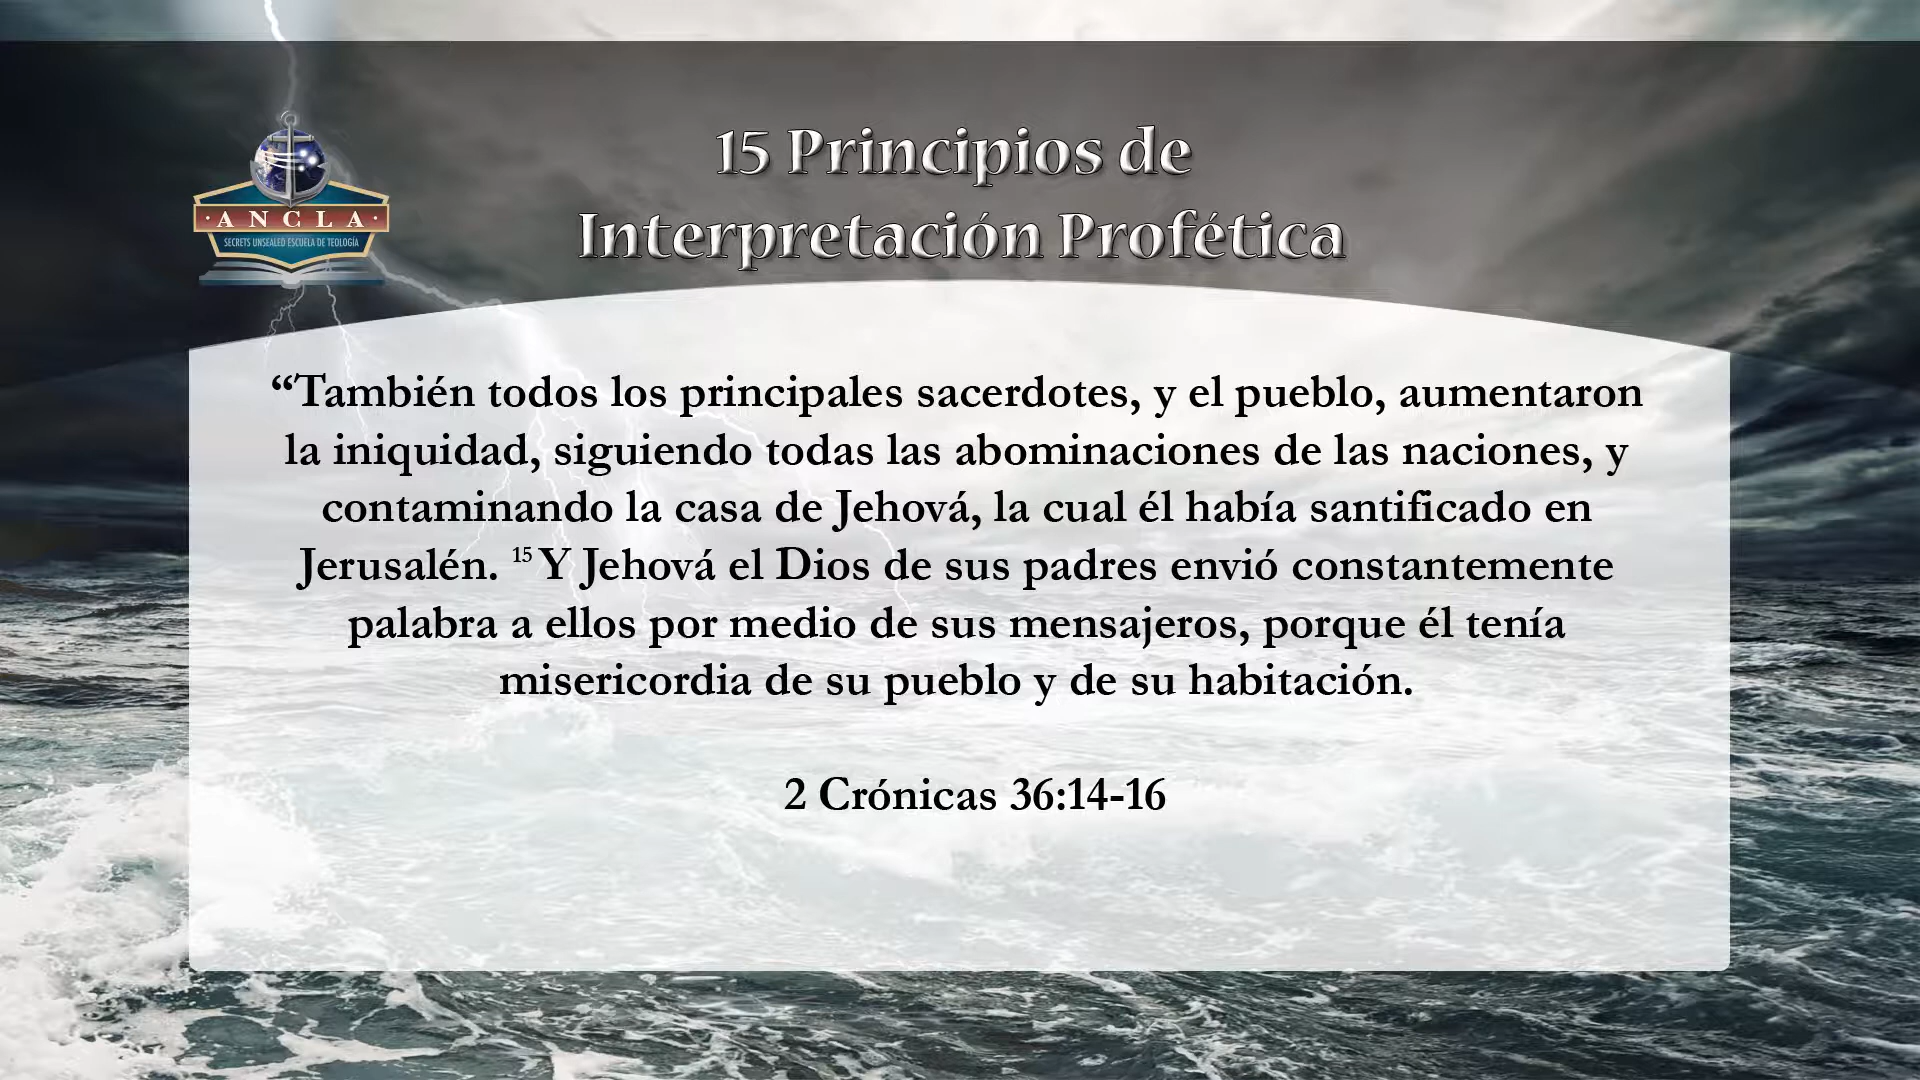 15 Principios de
Interpretación Profética
·ANCLA·
SECRETS UNSEALED ESCUELA DE TEOLOGÍA
“También todos los principales sacerdotes, y el pueblo, aumentaron
la iniquidad, siguiendo todas las abominaciones de las naciones, y
contaminando la casa de Jehová, la cual él había santificado en
Jerusalén. 15 Y Jehová el Dios de sus padres envió constantemente
palabra a ellos por medio de sus mensajeros, porque él tenía
misericordia de su pueblo y de su habitación.
2 Crónicas 36:14-16